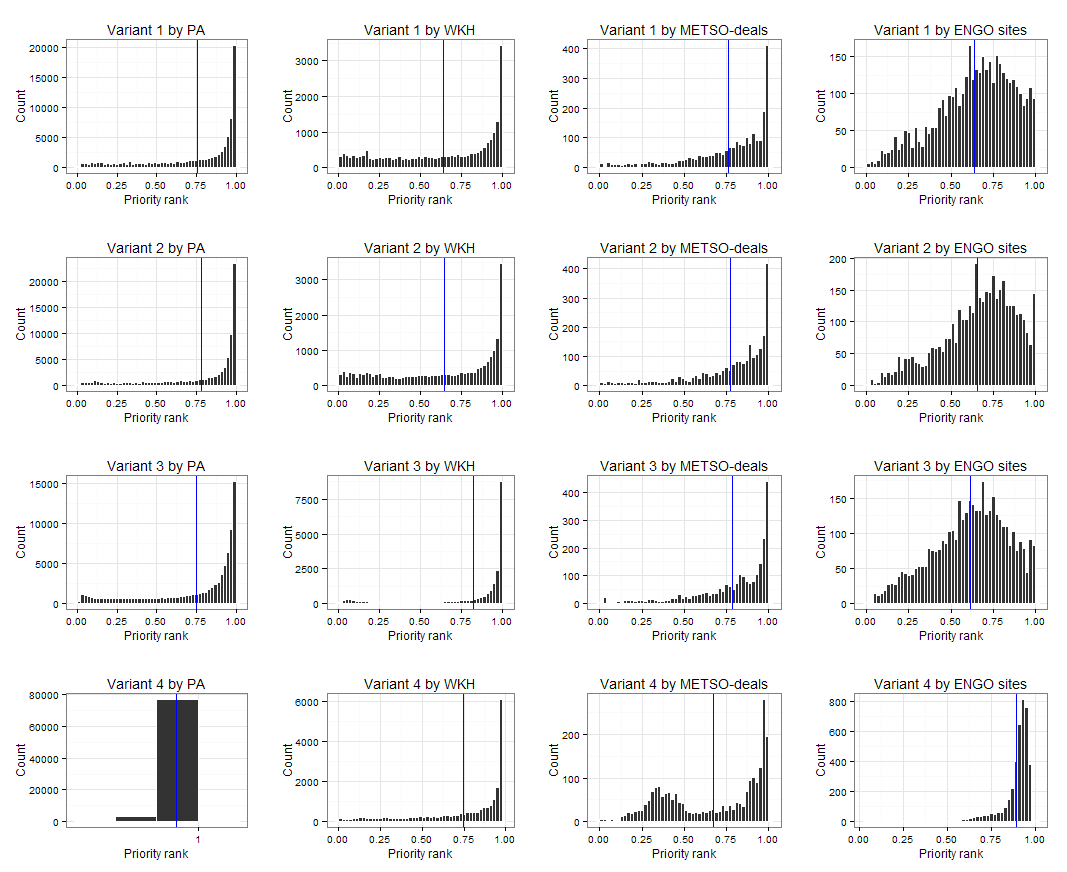 Variant 1 by PA
Count
20000
15000
10000
5000
0
0.00 0.25 0.50 0.75 1.00
Priority rank
Variant 1 by WKH
Count
3000
2000
1000
0
0.00 0.25 0.50 0.75 1.00
Priority rank
Variant 1 by METSO-deals
Count
400
300
200
100
0
0.00 0.25 0.50 0.75 1.00
Priority rank
Variant 1 by ENGO sites
Count
150
100
50
0
0.00 0.25 0.50 0.75 1.00
Priority rank
Variant 2 by PA
Count
20000
15000
10000
5000
0
0.00 0.25 0.50 0.75 1.00
Priority rank
Variant 2 by WKH
Count
3000
2000
1000
0
0.00 0.25 0.50 0.75 1.00
Priority rank
Variant 2 by METSO-deals
Count
400
300
200
100
0
0.00 0.25 0.50 0.75 1.00
Priority rank
Variant 2 by ENGO sites
Count
200
150
100
50
0
0.00 0.25 0.50 0.75 1.00
Priority rank
Variant 3 by PA
Count
15000
10000
5000
0
0.00 0.25 0.50 0.75 1.00
Priority rank
Variant 3 by WKH
Count
7500
5000
2500
0
0.00 0.25 0.50 0.75 1.00
Priority rank
Variant 3 by METSO-deals
Count
400
300
200
100
0
0.00 0.25 0.50 0.75 1.00
Priority rank
Variant 3 by ENGO sites
Count
150
100
50
0
0.00 0.25 0.50 0.75 1.00
Priority rank
Variant 4 by PA
Count
80000
60000
40000
20000
0
1
Priority rank
Variant 4 by WKH
Count
6000
4000
2000
0
0.00 0.25 0.50 0.75 1.00
Priority rank
Variant 4 by METSO-deals
Count
200
100
0
0.00 0.25 0.50 0.75 1.00
Priority rank
Variant 4 by ENGO sites
Count
800
600
400
200
0
0.00 0.25 0.50 0.75 1.00
Priority rank